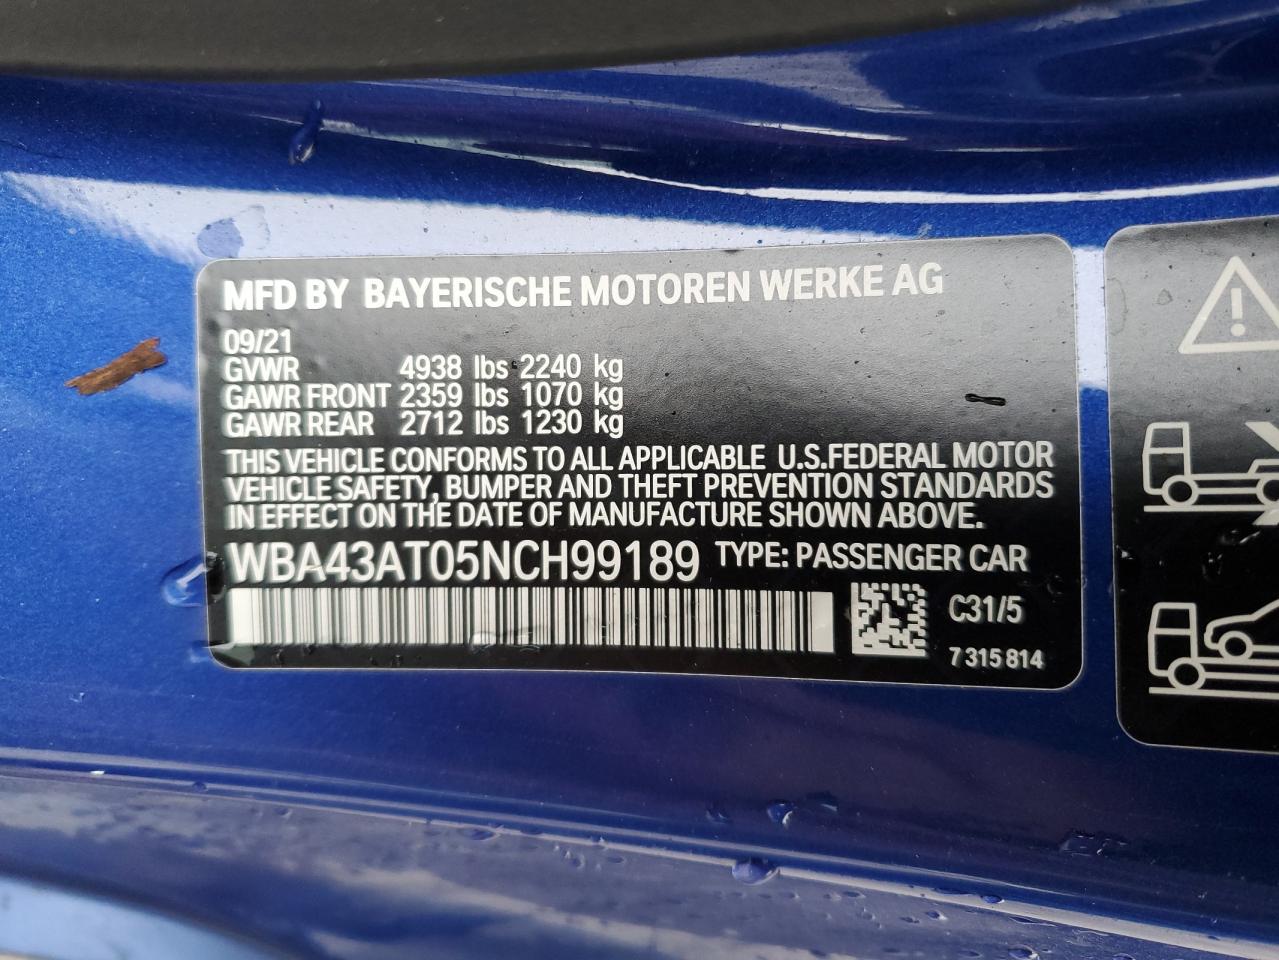 MFD BY BAYERISCHE MOTOREN WERKE AG
09/21
GVWR 4938 lbs 2240 kg
GAWR FRONT 2359 lbs 1070 kg
GAWR REAR 2712 lbs 1230 kg
THIS VEHICLE CONFORMS TO ALL APPLICABLE U.S.FEDERAL MOTOR
VEHICLE SAFETY, BUMPER AND THEFT PREVENTION STANDARDS
IN EFFECT ON THE DATE OF MANUFACTURE SHOWN ABOVE.
WBA43AT05NCH99189 TYPE: PASSENGER CAR
C31/5
7 315 814